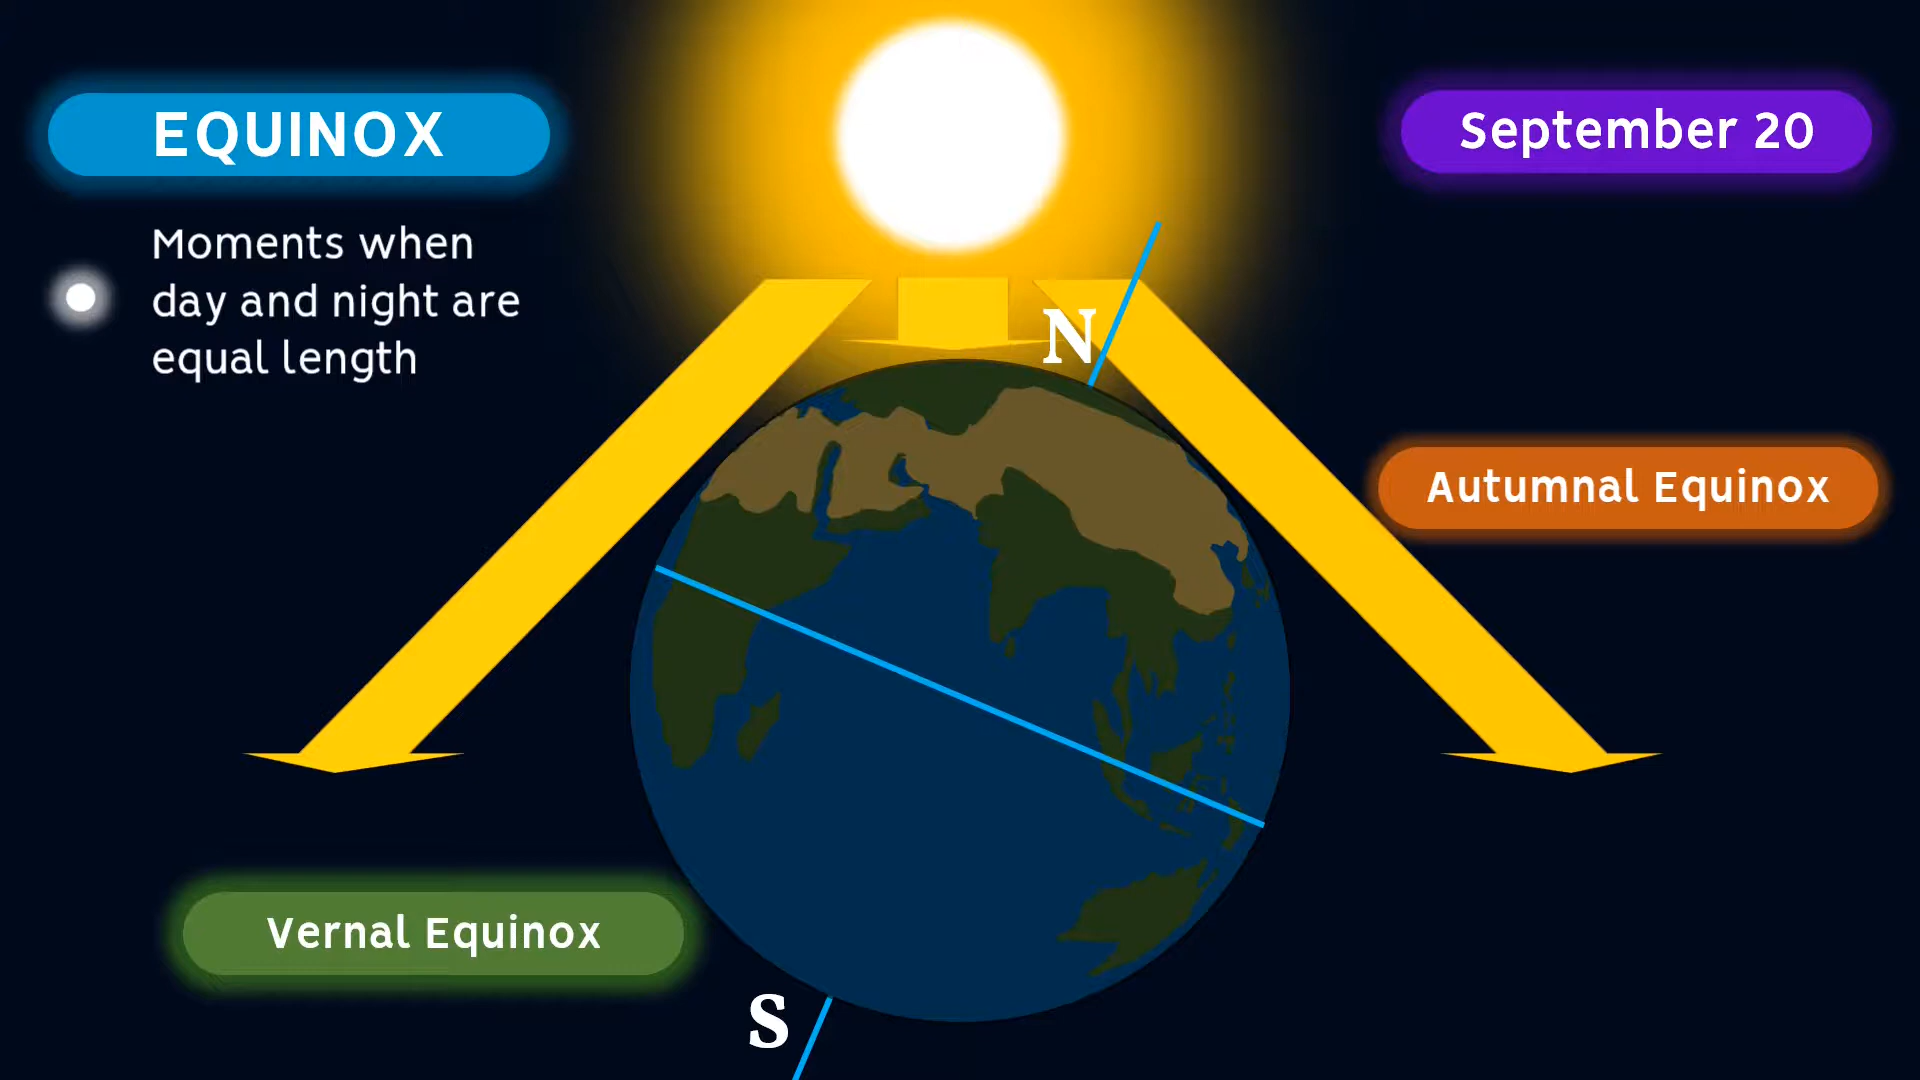 EQUINOX
Moments when
day and night are
equal length
September 20
N
Autumnal Equinox
Vernal Equinox
S